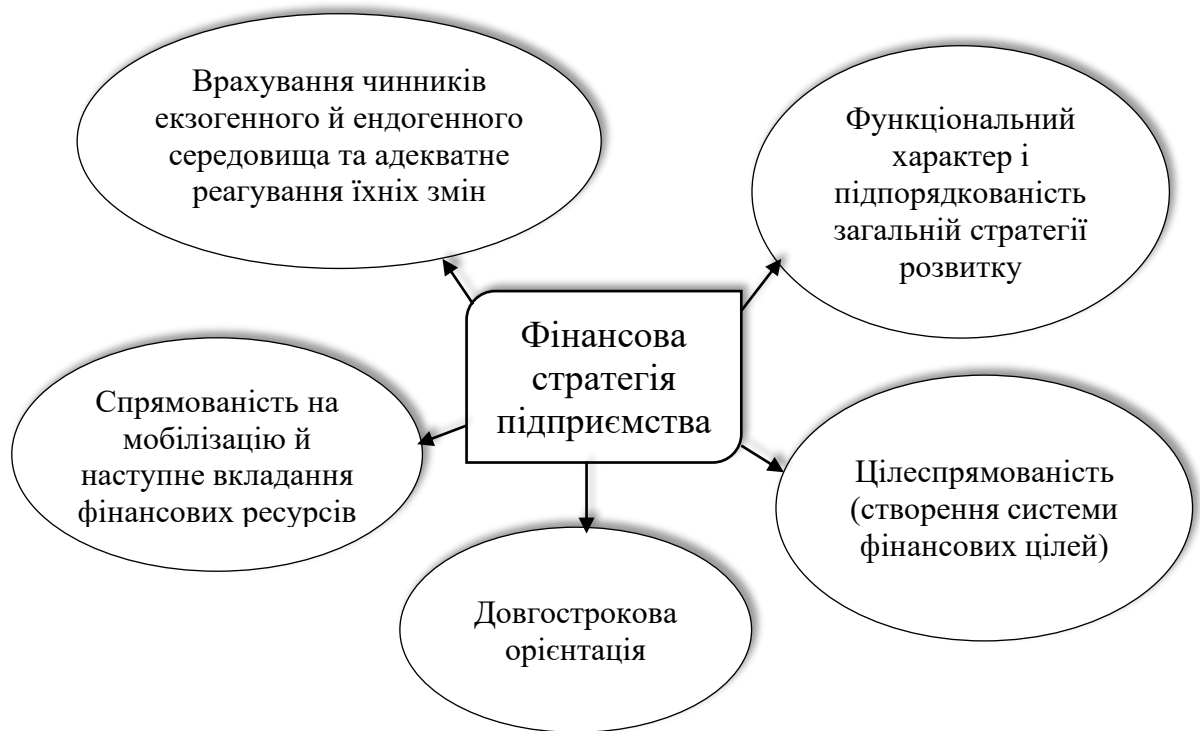 Врахування чинників
екзогенного й ендогенного
середовища та адекватне
реагування їхніх змін
Функціональний
характер і
підпорядкованість
загальній стратегії
розвитку
Фінансова
стратегія
підприємства
Спрямованість на
мобілізацію й
наступне вкладання
фінансових ресурсів
Цілеспрямованість
(створення системи
фінансових цілей)
Довгострокова
орієнтація